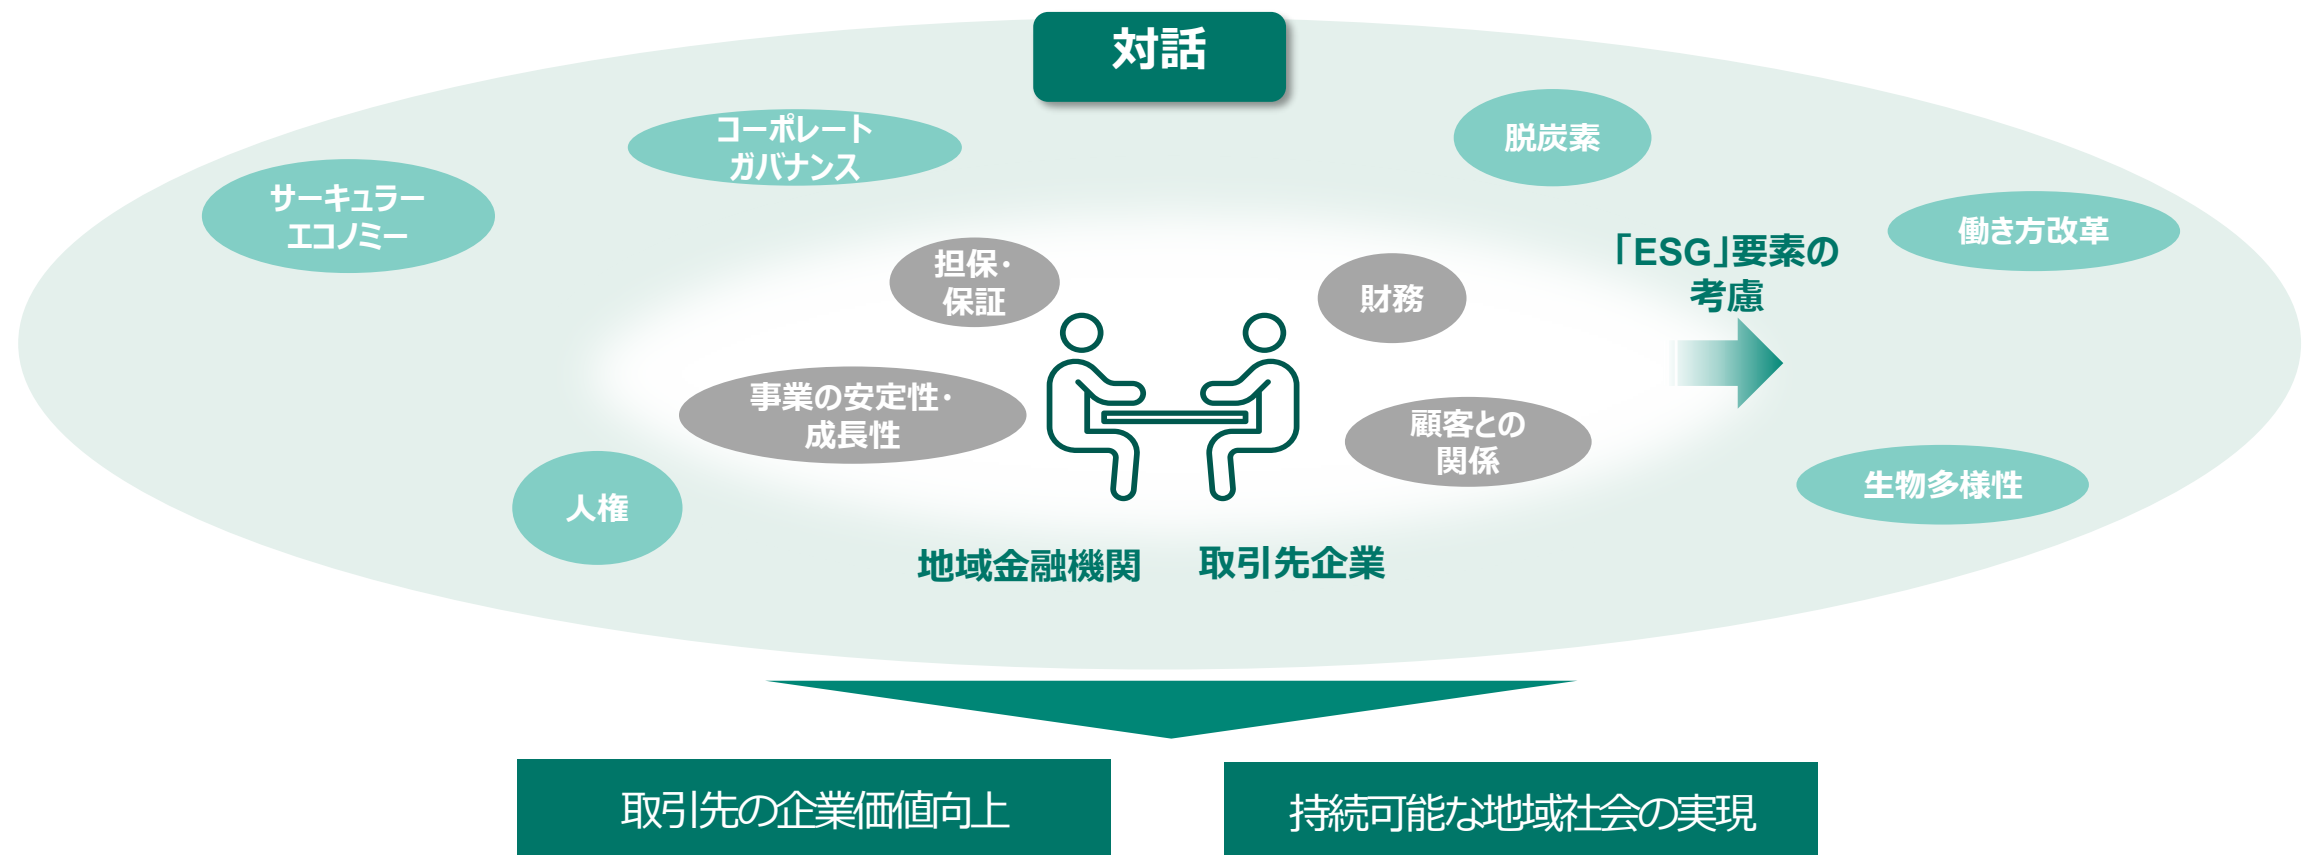 対話
コーポレート
ガバナンス
脱炭素
サーキュラー
エコノミー
働き方改革
担保・
保証
財務
「ESG」要素の
考慮
事業の安定性・
成長性
顧客との
関係
人権
生物多様性
地域金融機関
取引先企業
取引先の企業価値向上
持続可能な地域社会の実現